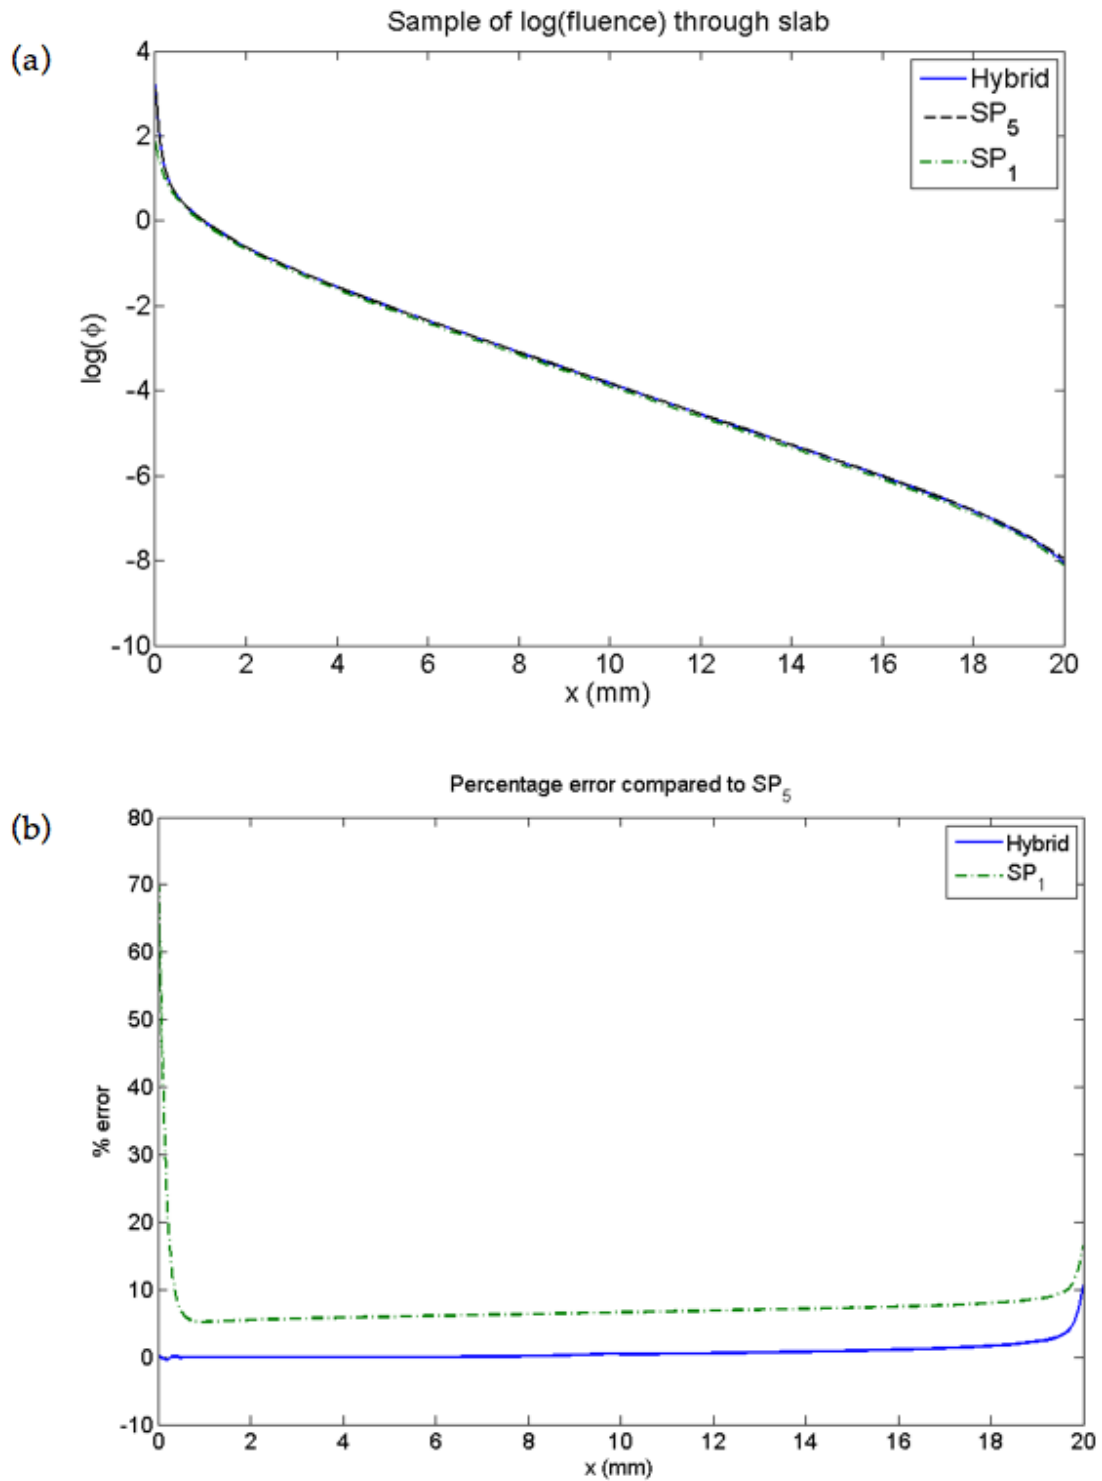 Sample of log(fluence) through slab
(a)
4
2
0
-2
-4
-6
-8
-10
log(ϕ)
Hybrid
SP5
SP1
0 2 4 6 8 10 12 14 16 18 20
x (mm)
Percentage error compared to SP5
(b)
80
70
60
50
40
30
20
10
0
-10
% error
Hybrid
SP1
0 2 4 6 8 10 12 14 16 18 20
x (mm)